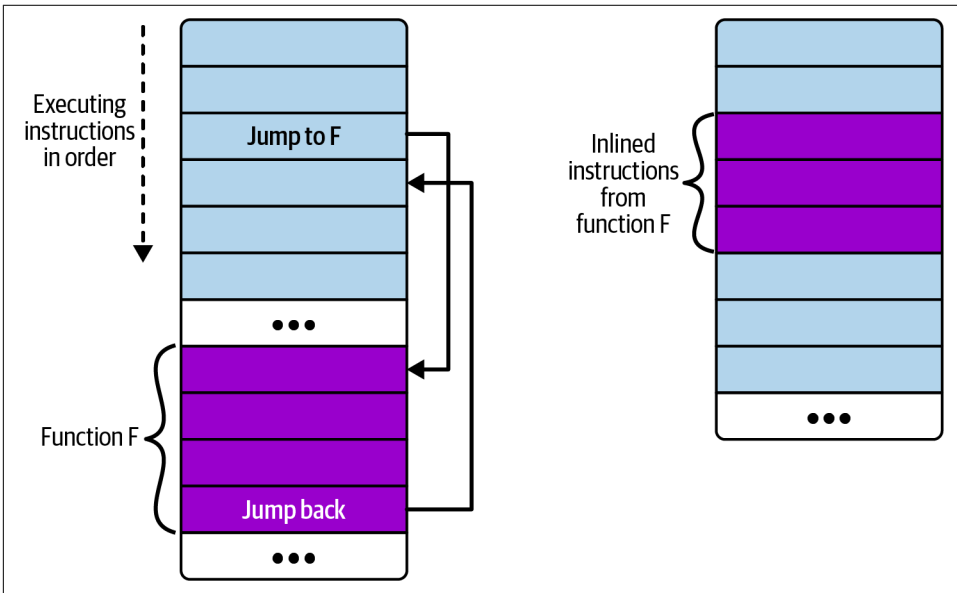 Executing
instructions
in order
Jump to F
•••
Function F
Jump back
•••
Inlined
instructions
from
function F
•••